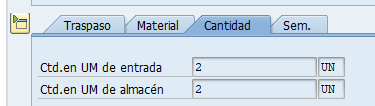 Traspaso Material Cantidad Sem.
Ctd.en UM de entrada 2 UN
Ctd.en UM de almacén 2 UN